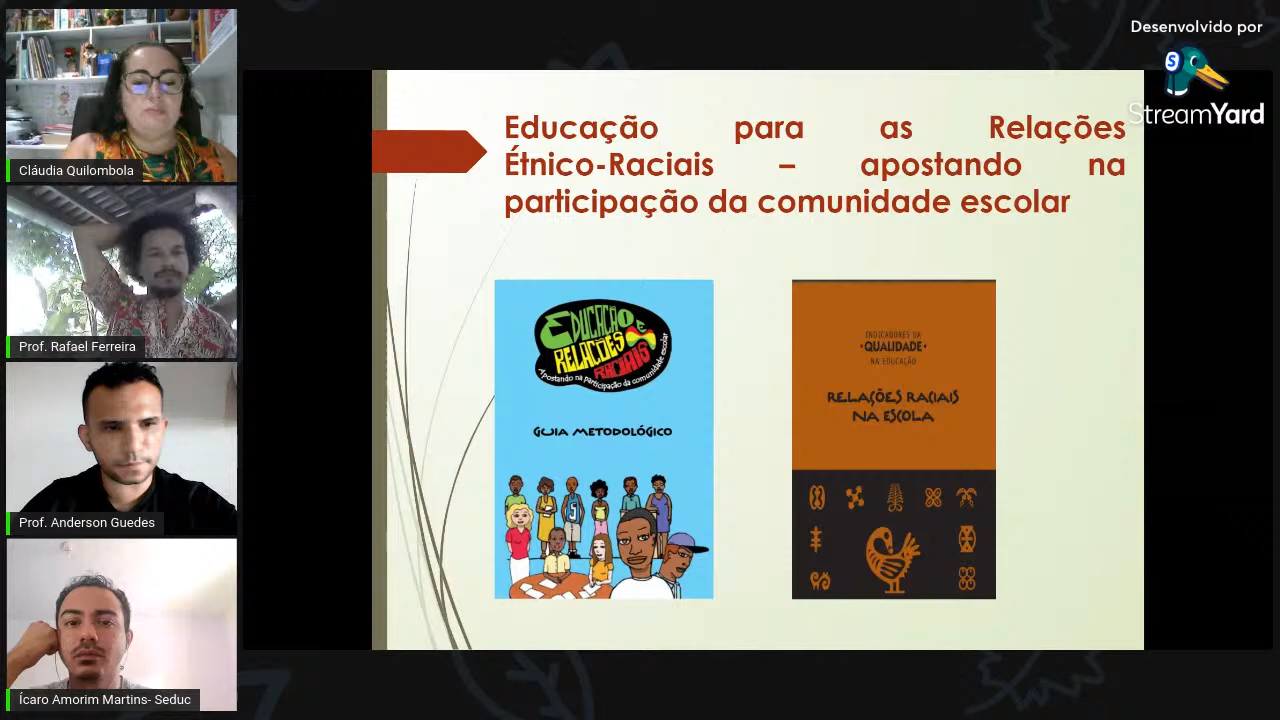 Desenvolvido por
StreamYard
Cláudia Quilombola
Prof. Rafael Ferreira
Prof. Anderson Guedes
Ícaro Amorim Martins- Seduc
Educação para as Relações
Étnico-Raciais – apostando na
participação da comunidade escolar
EDUCAÇÃO E
RELAÇÕES
RACIAIS
Apostando na participação da comunidade escolar
GUIA METODOLÓGICO
INDICADORES DA
·QUALIDADE·
NA EDUCAÇÃO
RELAÇÕES RACIAIS
NA ESCOLA